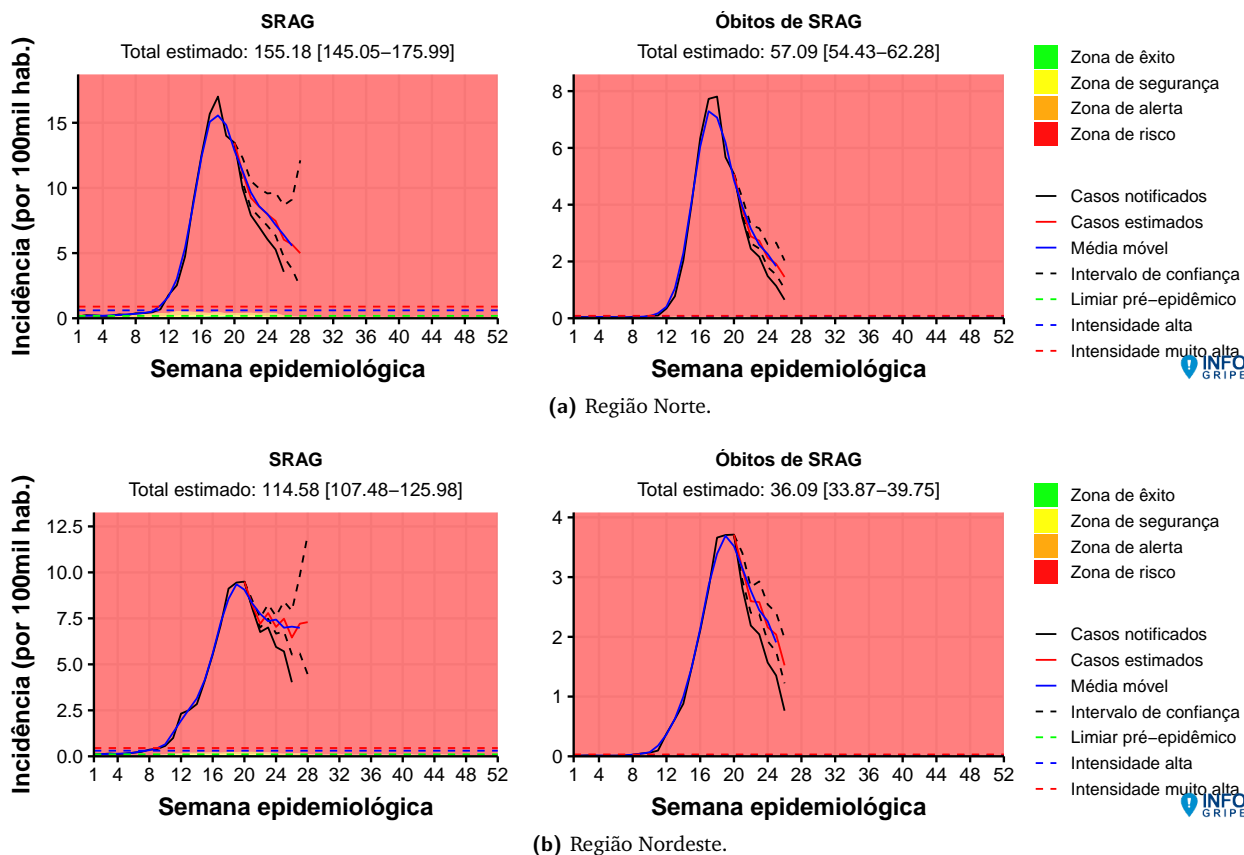 SRAG
Total estimado: 155.18 [145.05−175.99]
Óbitos de SRAG
Total estimado: 57.09 [54.43−62.28]
Incidência (por 100mil hab.)
15
10
5
0
1 4 8 12 16 20 24 28 32 36 40 44 48 52
Semana epidemiológica
8
6
4
2
0
1 4 8 12 16 20 24 28 32 36 40 44 48 52
Semana epidemiológica
Zona de êxito
Zona de segurança
Zona de alerta
Zona de risco
Casos notificados
Casos estimados
Média móvel
Intervalo de confiança
Limiar pré−epidêmico
Intensidade alta
Intensidade muito alta
INFO
GRIPE
(a) Região Norte.
SRAG
Total estimado: 114.58 [107.48−125.98]
Óbitos de SRAG
Total estimado: 36.09 [33.87−39.75]
Incidência (por 100mil hab.)
12.5
10.0
7.5
5.0
2.5
0.0
1 4 8 12 16 20 24 28 32 36 40 44 48 52
Semana epidemiológica
4
3
2
1
0
1 4 8 12 16 20 24 28 32 36 40 44 48 52
Semana epidemiológica
Zona de êxito
Zona de segurança
Zona de alerta
Zona de risco
Casos notificados
Casos estimados
Média móvel
Intervalo de confiança
Limiar pré−epidêmico
Intensidade alta
Intensidade muito alta
INFO
GRIPE
(b) Região Nordeste.